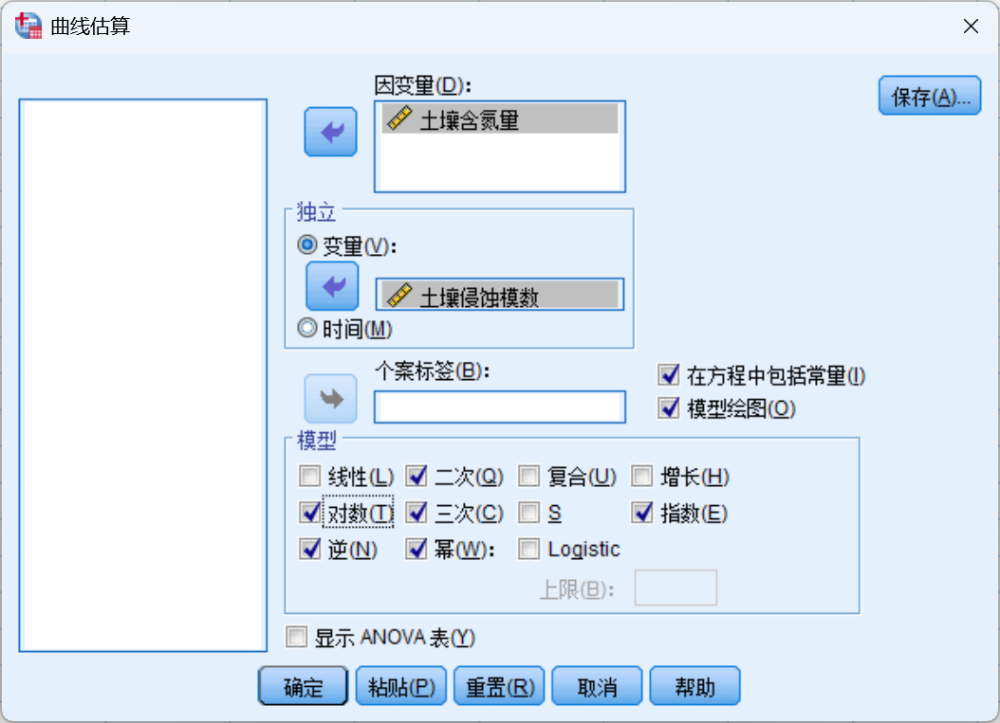 曲线估算
因变量(D):
保存(A)...
土壤含氮量
独立
变量(V):
土壤侵蚀模数
时间(M)
个案标签(B):
在方程中包括常量(I)
模型绘图(O)
模型
线性(L) 二次(Q) 复合(U) 增长(H)
对数(T) 三次(C) S 指数(E)
逆(N) 幂(W): Logistic
上限(B):
显示 ANOVA 表(Y)
确定 粘贴(P) 重置(R) 取消 帮助